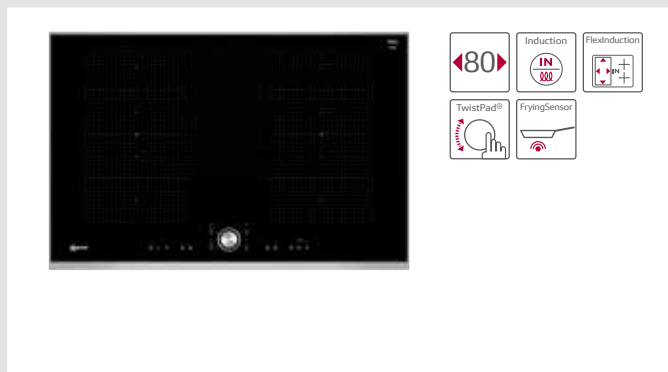 80
Induction
IN
FlexInduction
IN
TwistPad®
FryingSensor